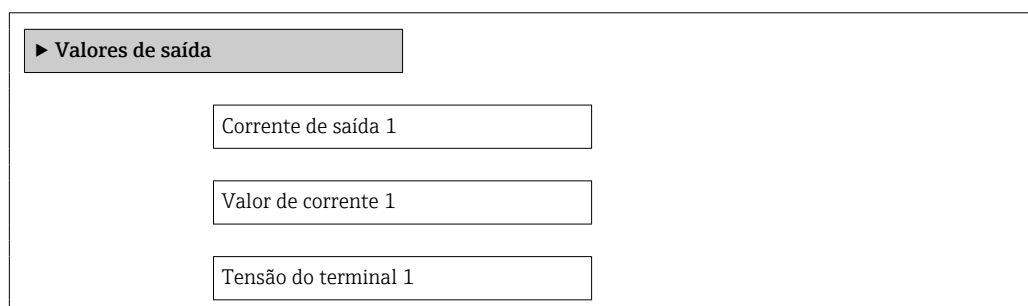 ▶ Valores de saída
Corrente de saída 1
Valor de corrente 1
Tensão do terminal 1